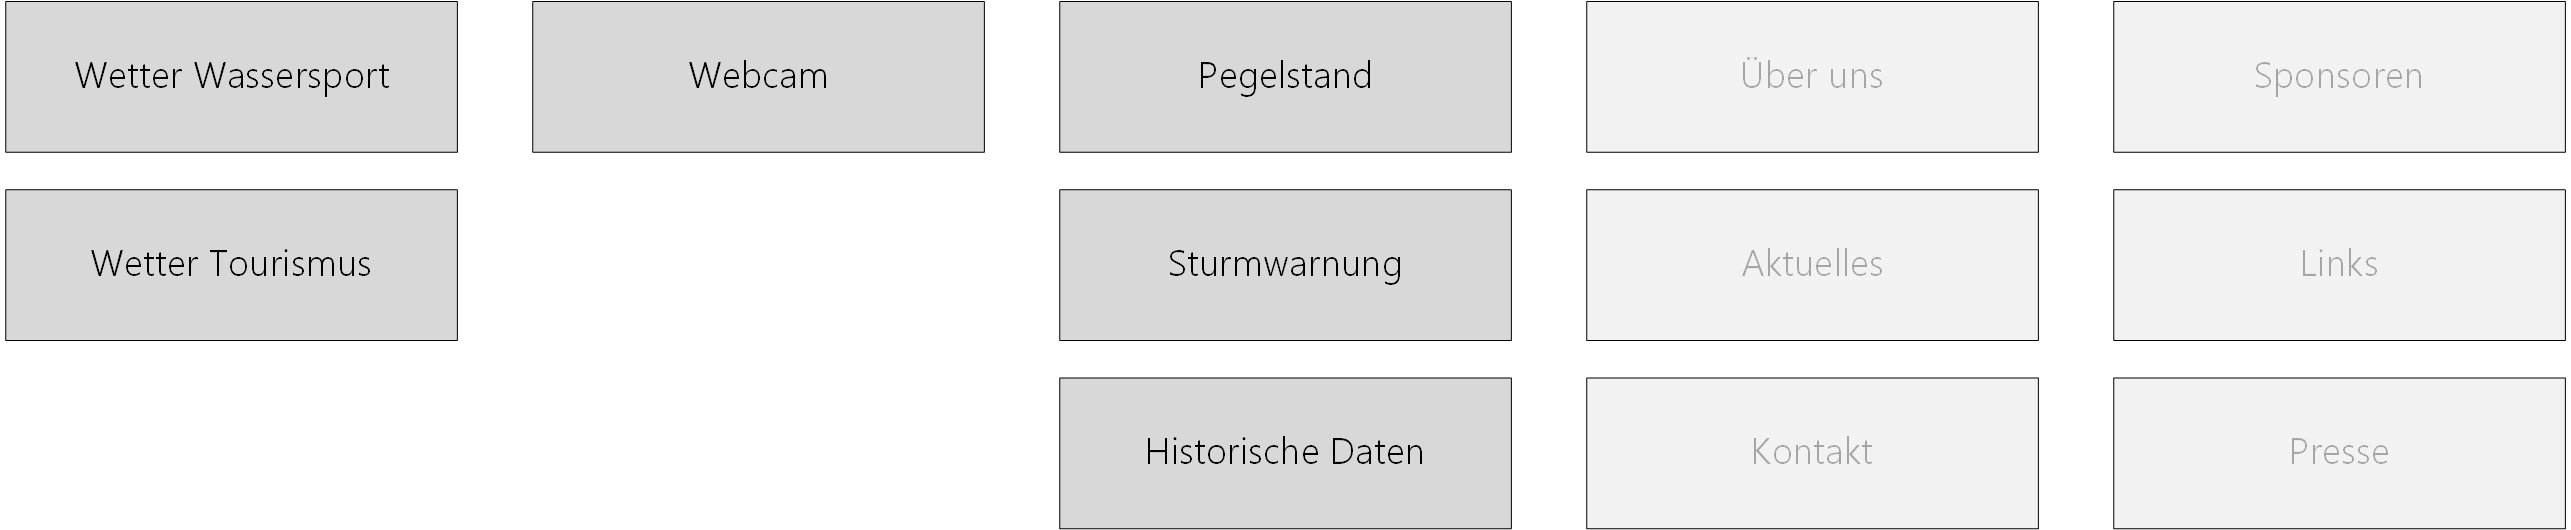 Wetter Wassersport
Webcam
Pegelstand
Über uns
Sponsoren
Wetter Tourismus
Sturmwarnung
Aktuelles
Links
Historische Daten
Kontakt
Presse